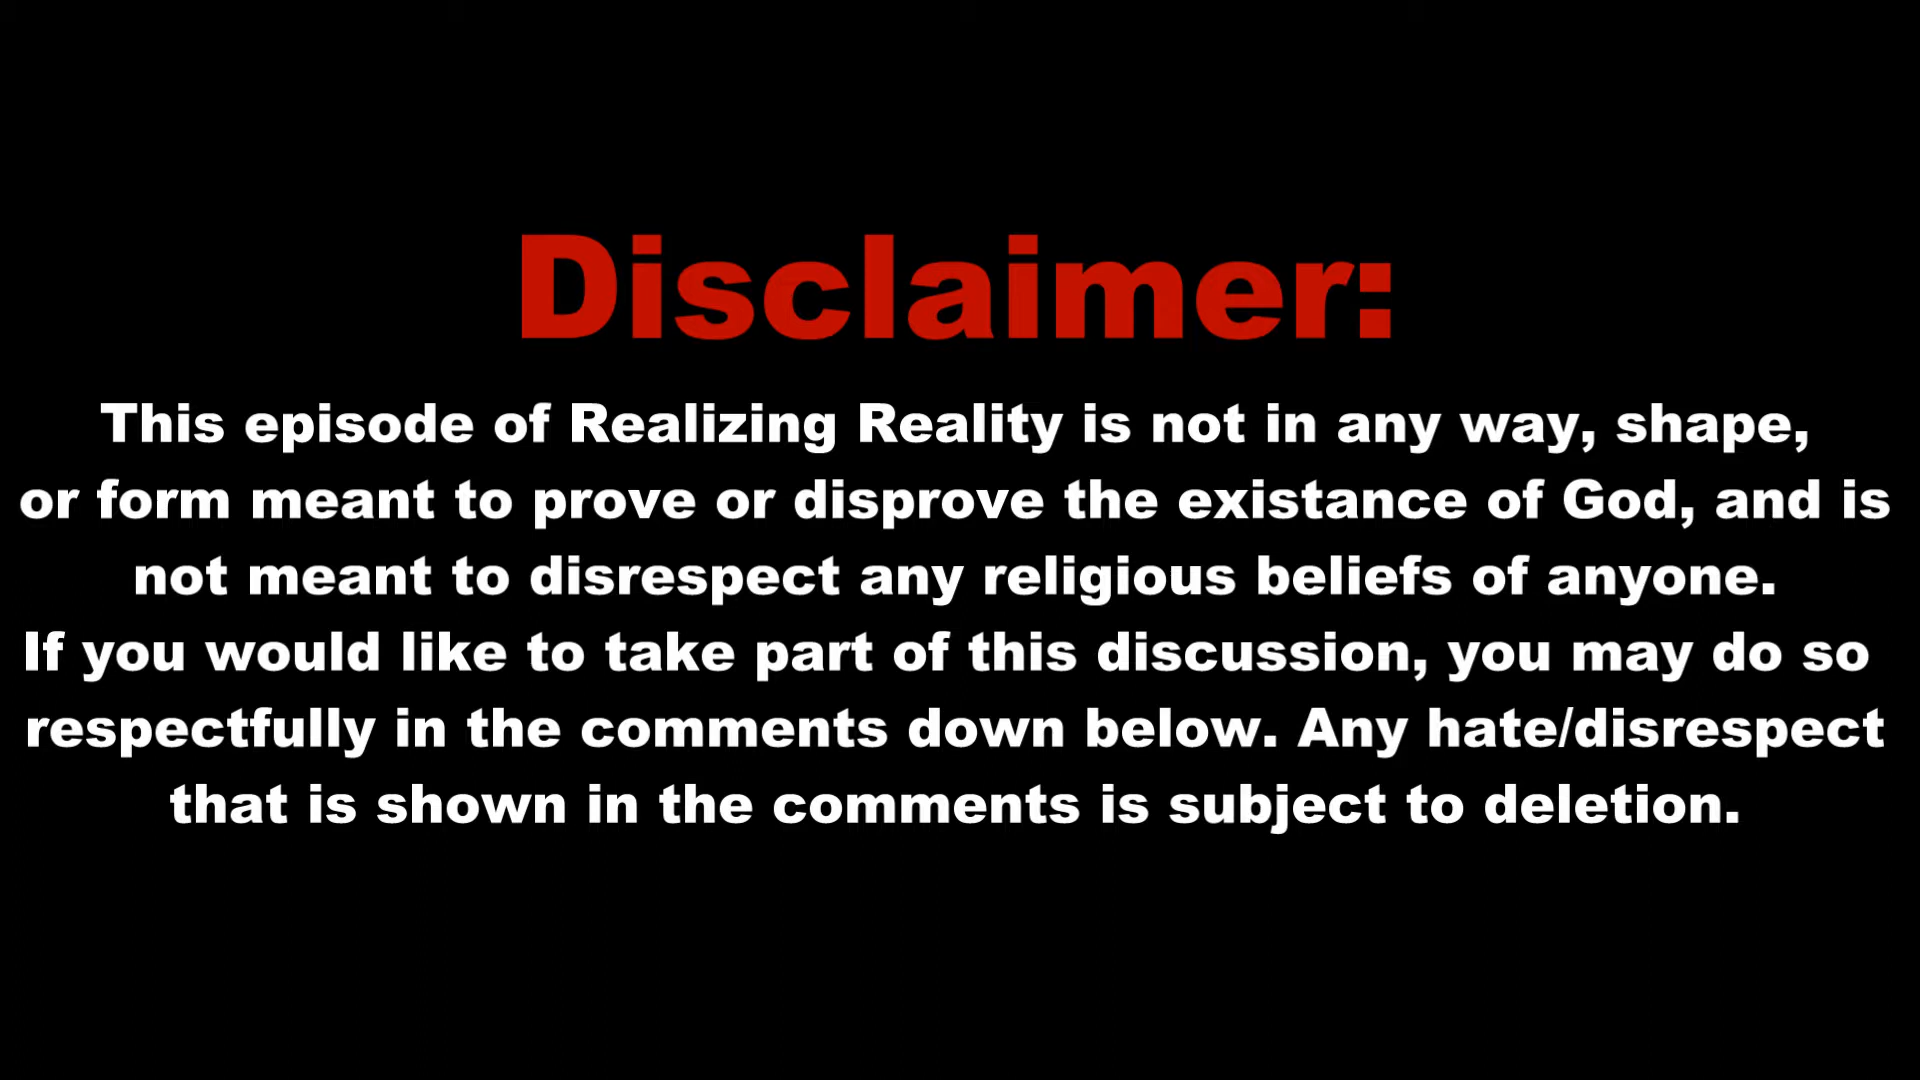 Disclaimer:
This episode of Realizing Reality is not in any way, shape,
or form meant to prove or disprove the existance of God, and is
not meant to disrespect any religious beliefs of anyone.
If you would like to take part of this discussion, you may do so
respectfully in the comments down below. Any hate/disrespect
that is shown in the comments is subject to deletion.